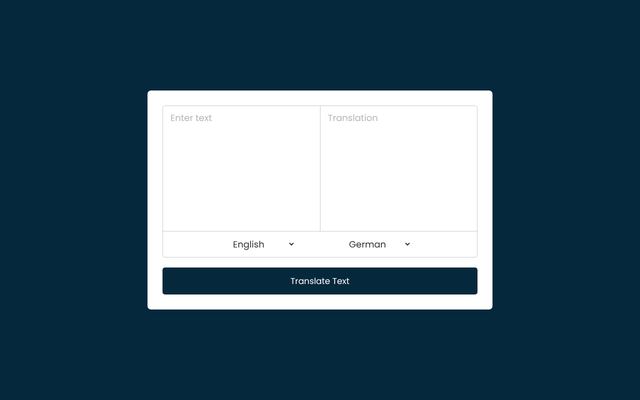 Enter text
Translation
English
German
Translate Text